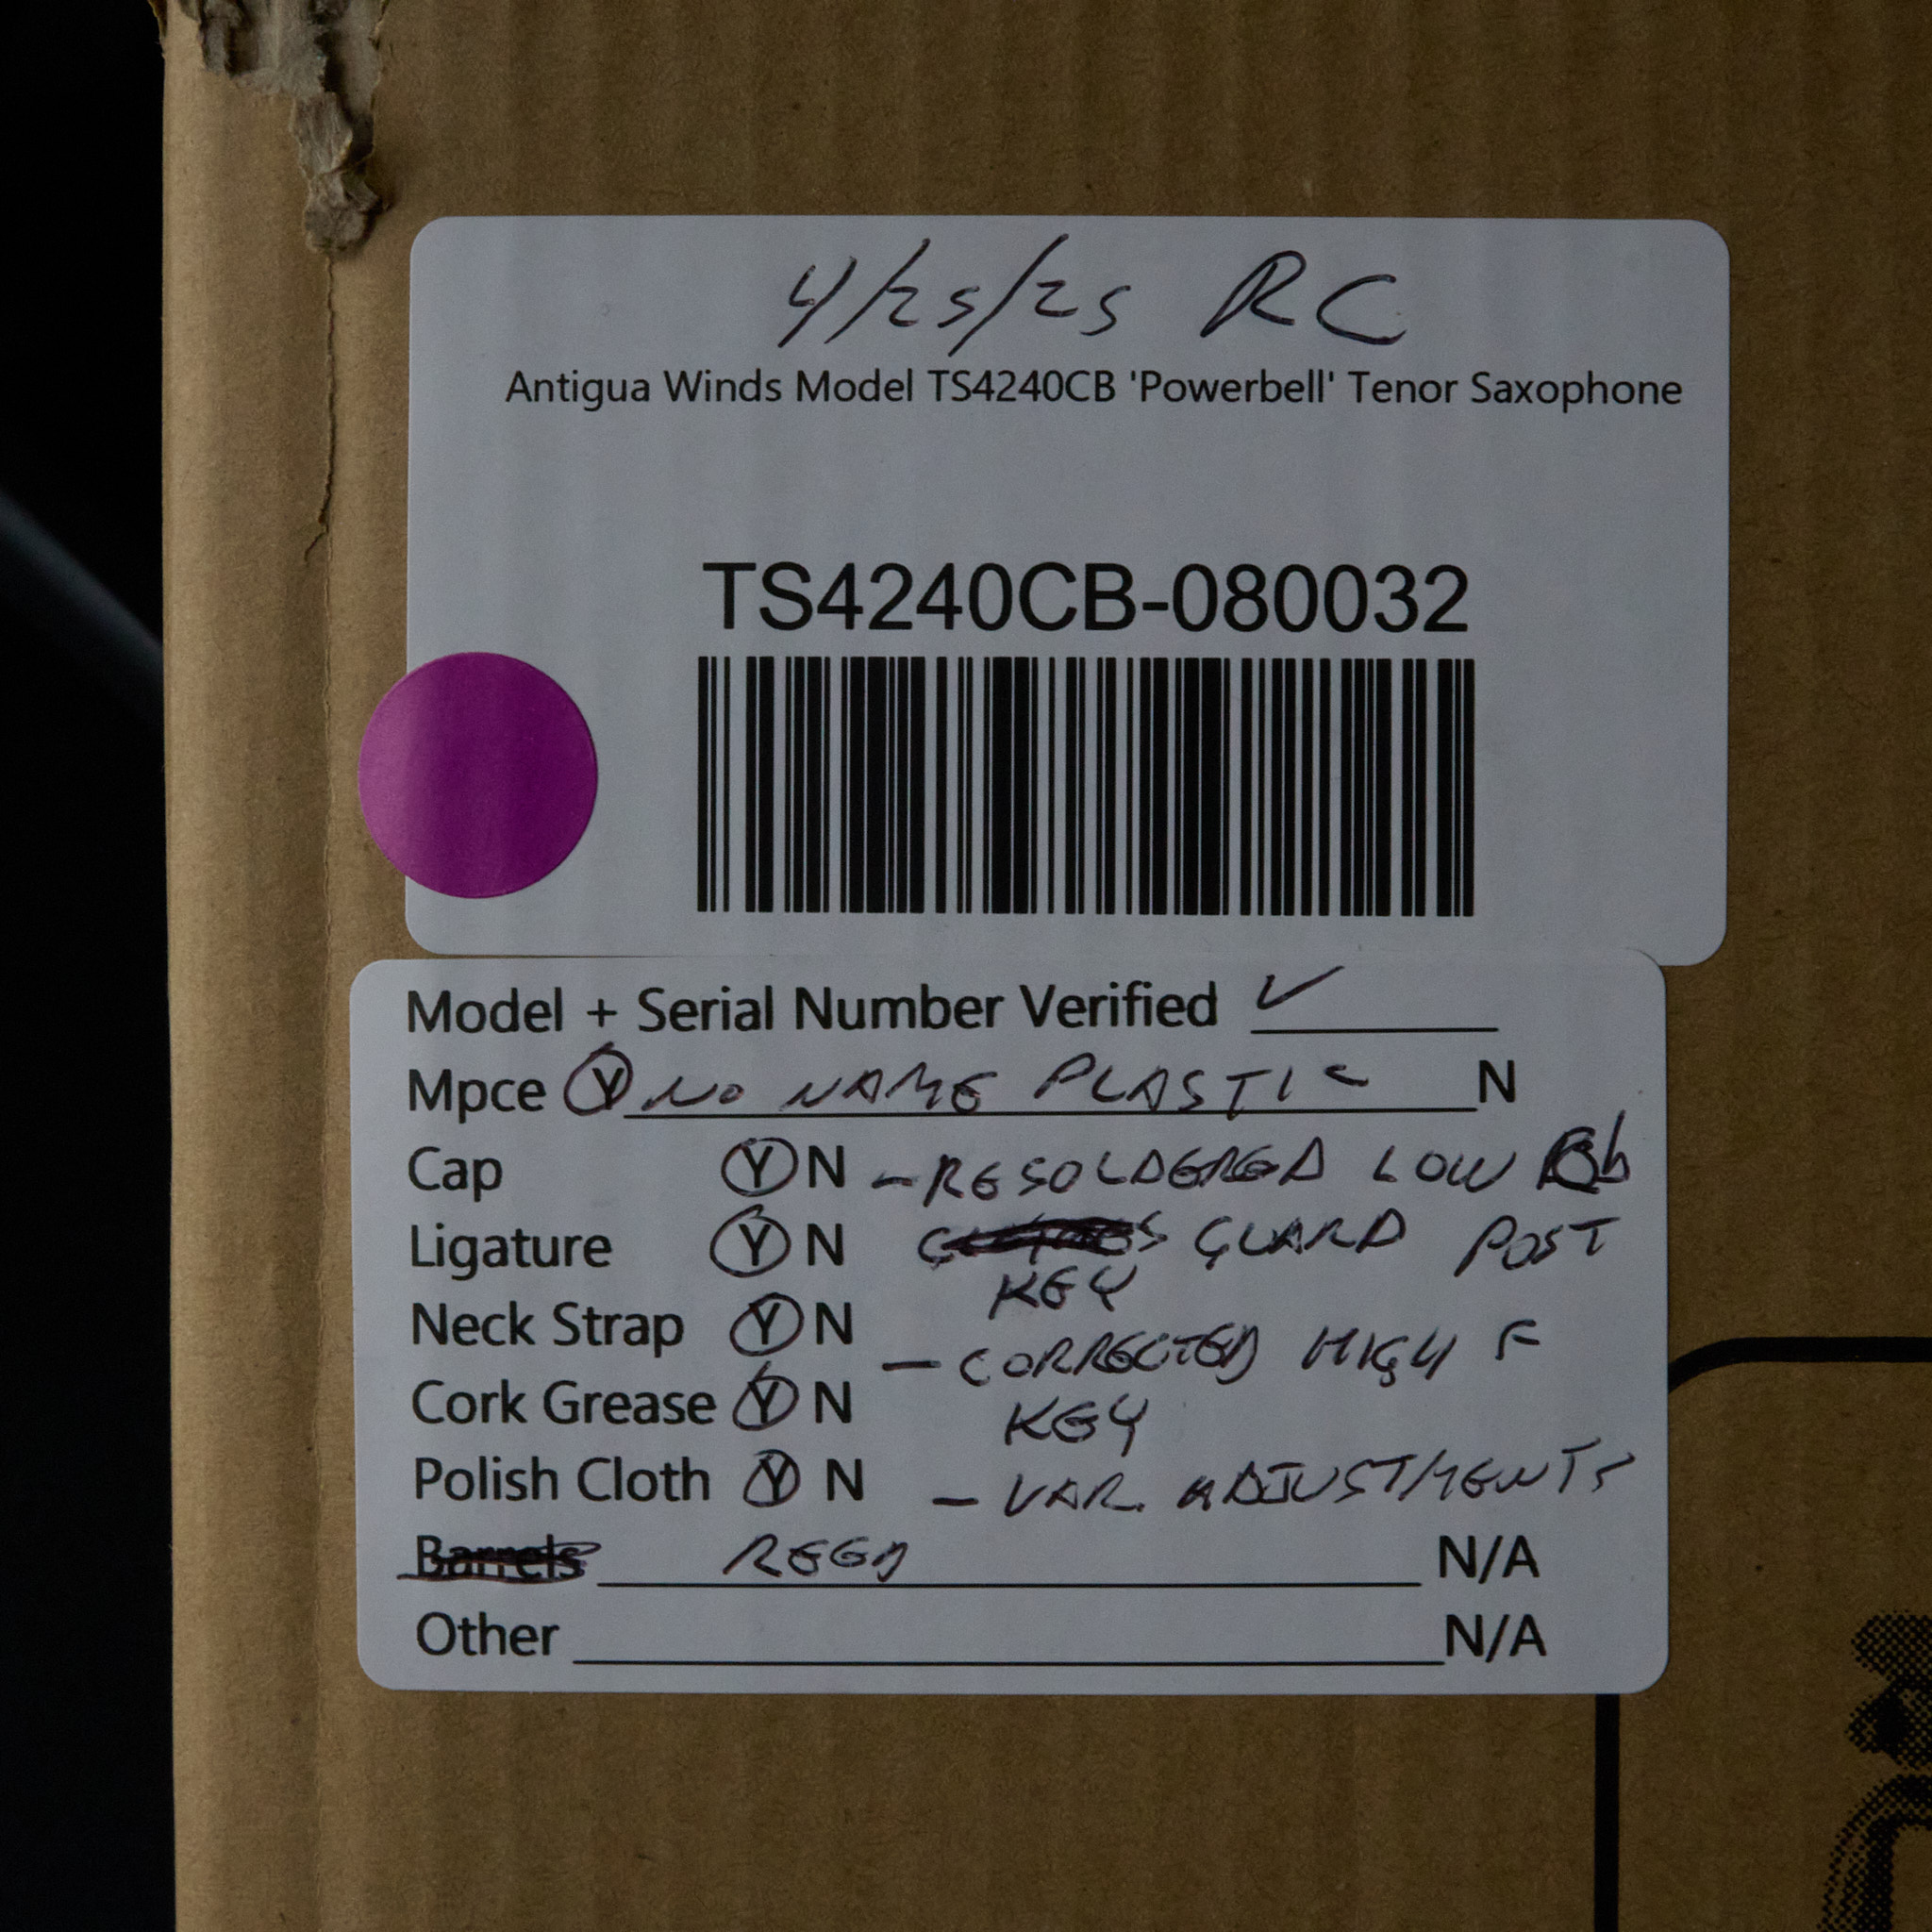 4/25/25 RC
Antigua Winds Model TS4240CB 'Powerbell' Tenor Saxophone
TS4240CB-080032
Model + Serial Number Verified ✓
Mpce Y NO NAME PLASTIC N
Cap Y N - RESOLDERED LOW Bb
Ligature Y N GUARD POST
KEY
Neck Strap Y N
- CORRECTED HIGH F
Cork Grease Y N KEY
Polish Cloth Y N - VAR. ADJUSTMENTS
Barrels REED N/A
Other N/A